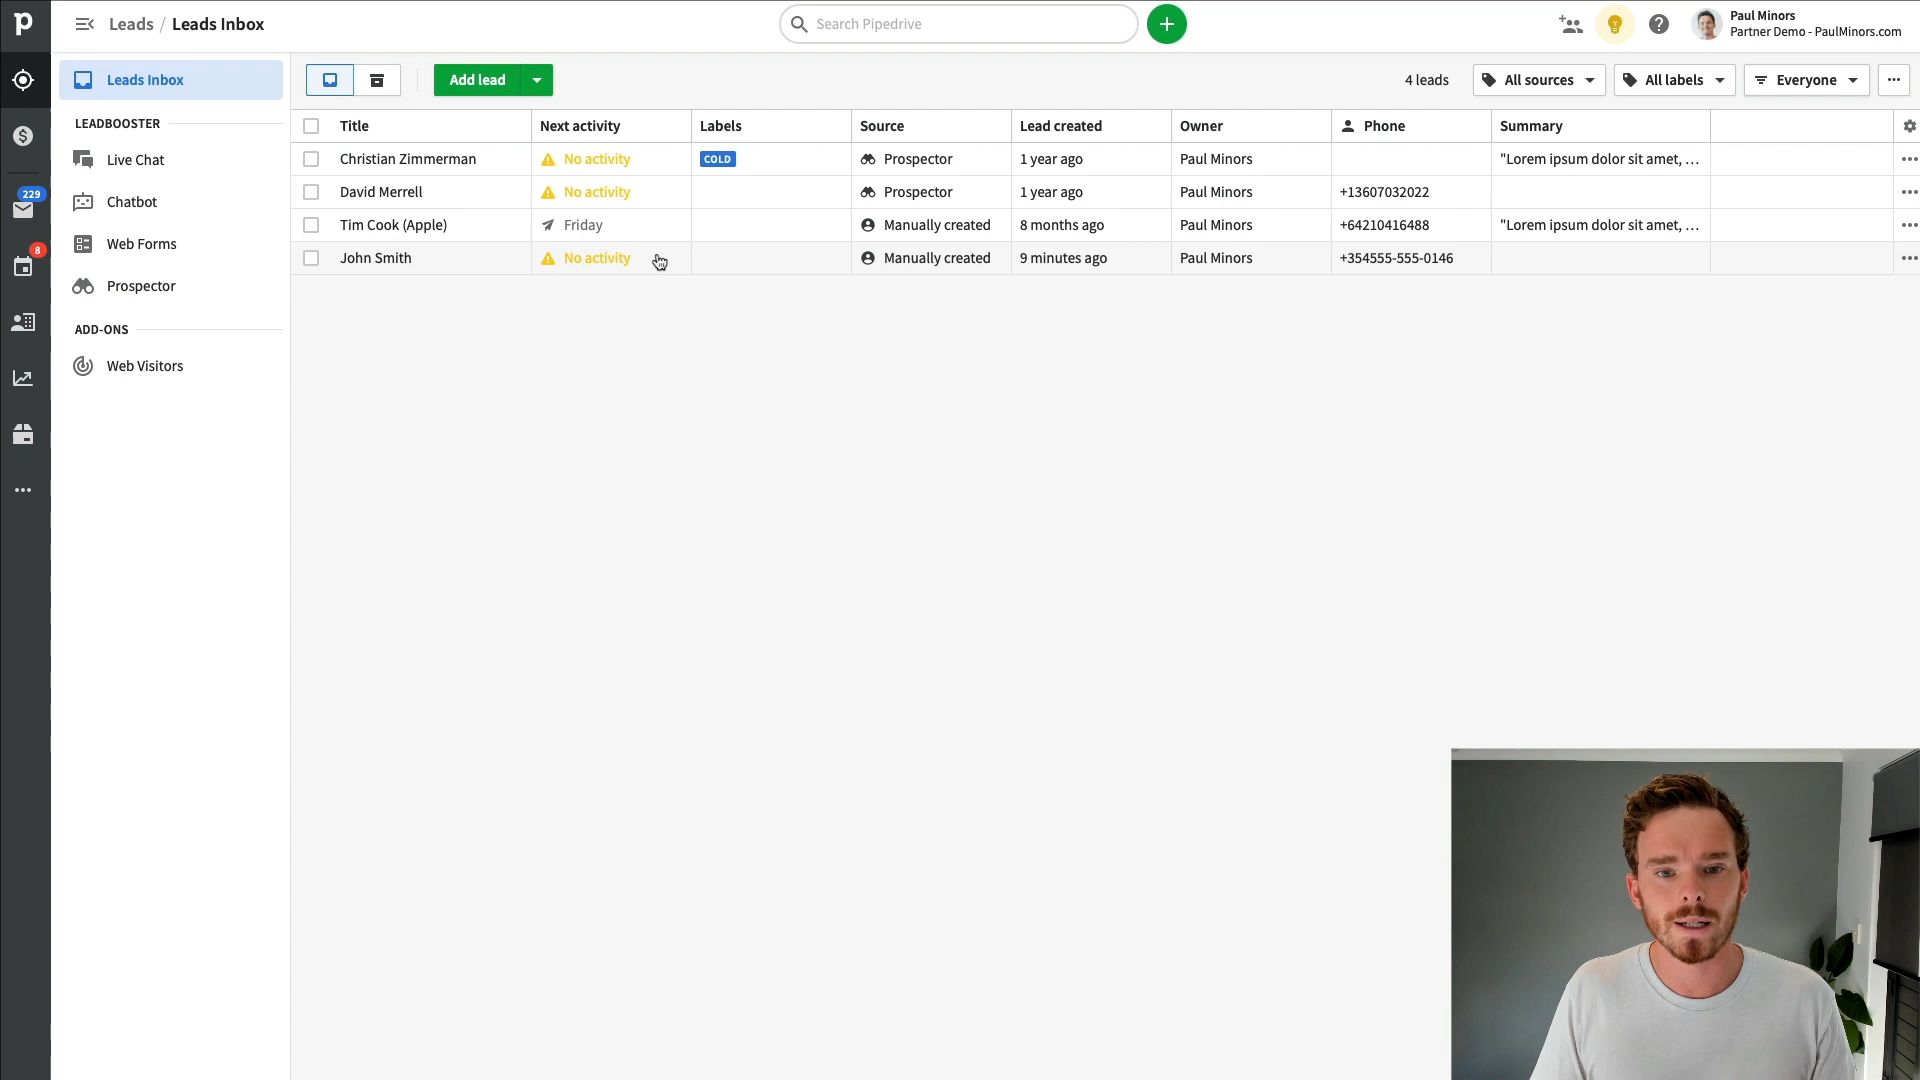 p
Leads / Leads Inbox
Search Pipedrive
Paul Minors
Partner Demo - PaulMinors.com
Leads Inbox
Add lead
4 leads
All sources
All labels
Everyone
LEADBOOSTER
Live Chat
229
Chatbot
Web Forms
8
Prospector
ADD-ONS
Web Visitors
Title Next activity Labels Source Lead created Owner Phone Summary
Christian Zimmerman No activity COLD Prospector 1 year ago Paul Minors "Lorem ipsum dolor sit amet, ...
David Merrell No activity Prospector 1 year ago Paul Minors +13607032022
Tim Cook (Apple) Friday Manually created 8 months ago Paul Minors +64210416488 "Lorem ipsum dolor sit amet, ...
John Smith No activity Manually created 9 minutes ago Paul Minors +354555-555-0146